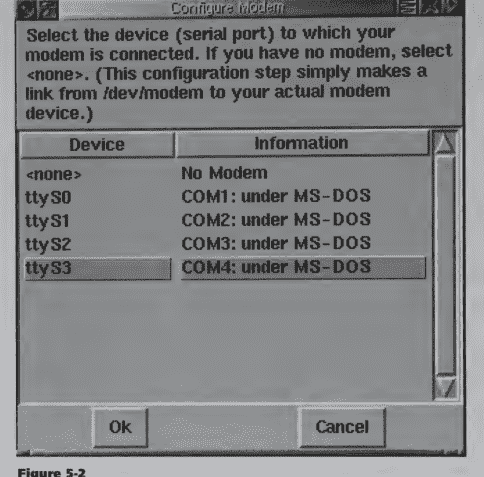 Configure Modem
Select the device (serial port) to which your
modem is connected. If you have no modem, select
<none>. (This configuration step simply makes a
link from /dev/modem to your actual modem
device.)
Device Information
<none> No Modem
ttyS0 COM1: under MS-DOS
ttyS1 COM2: under MS-DOS
ttyS2 COM3: under MS-DOS
ttyS3 COM4: under MS-DOS
Ok Cancel
Figure 5-2